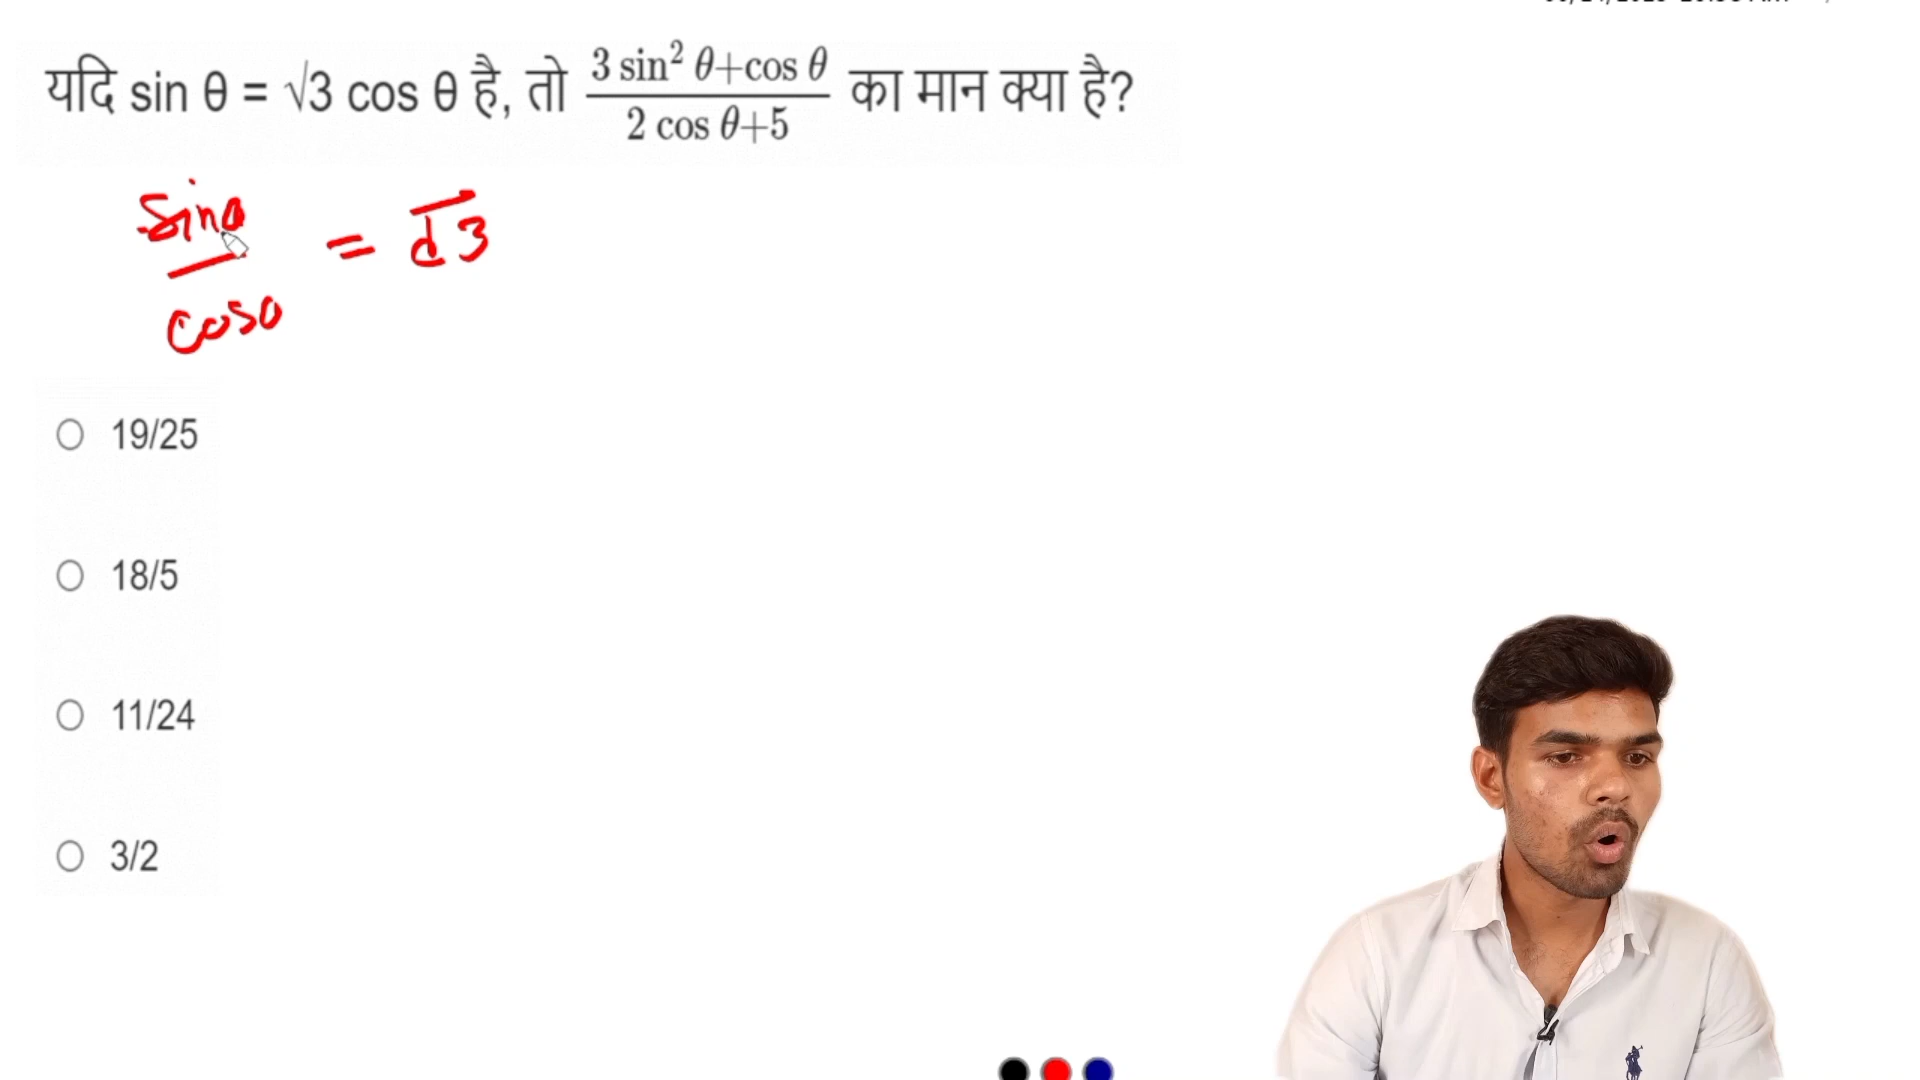 यदि sin θ = √3 cos θ है, तो (3 sin² θ+cos θ)/(2 cos θ+5) का मान क्या है?
sinθ/cosθ = √3
19/25
18/5
11/24
3/2